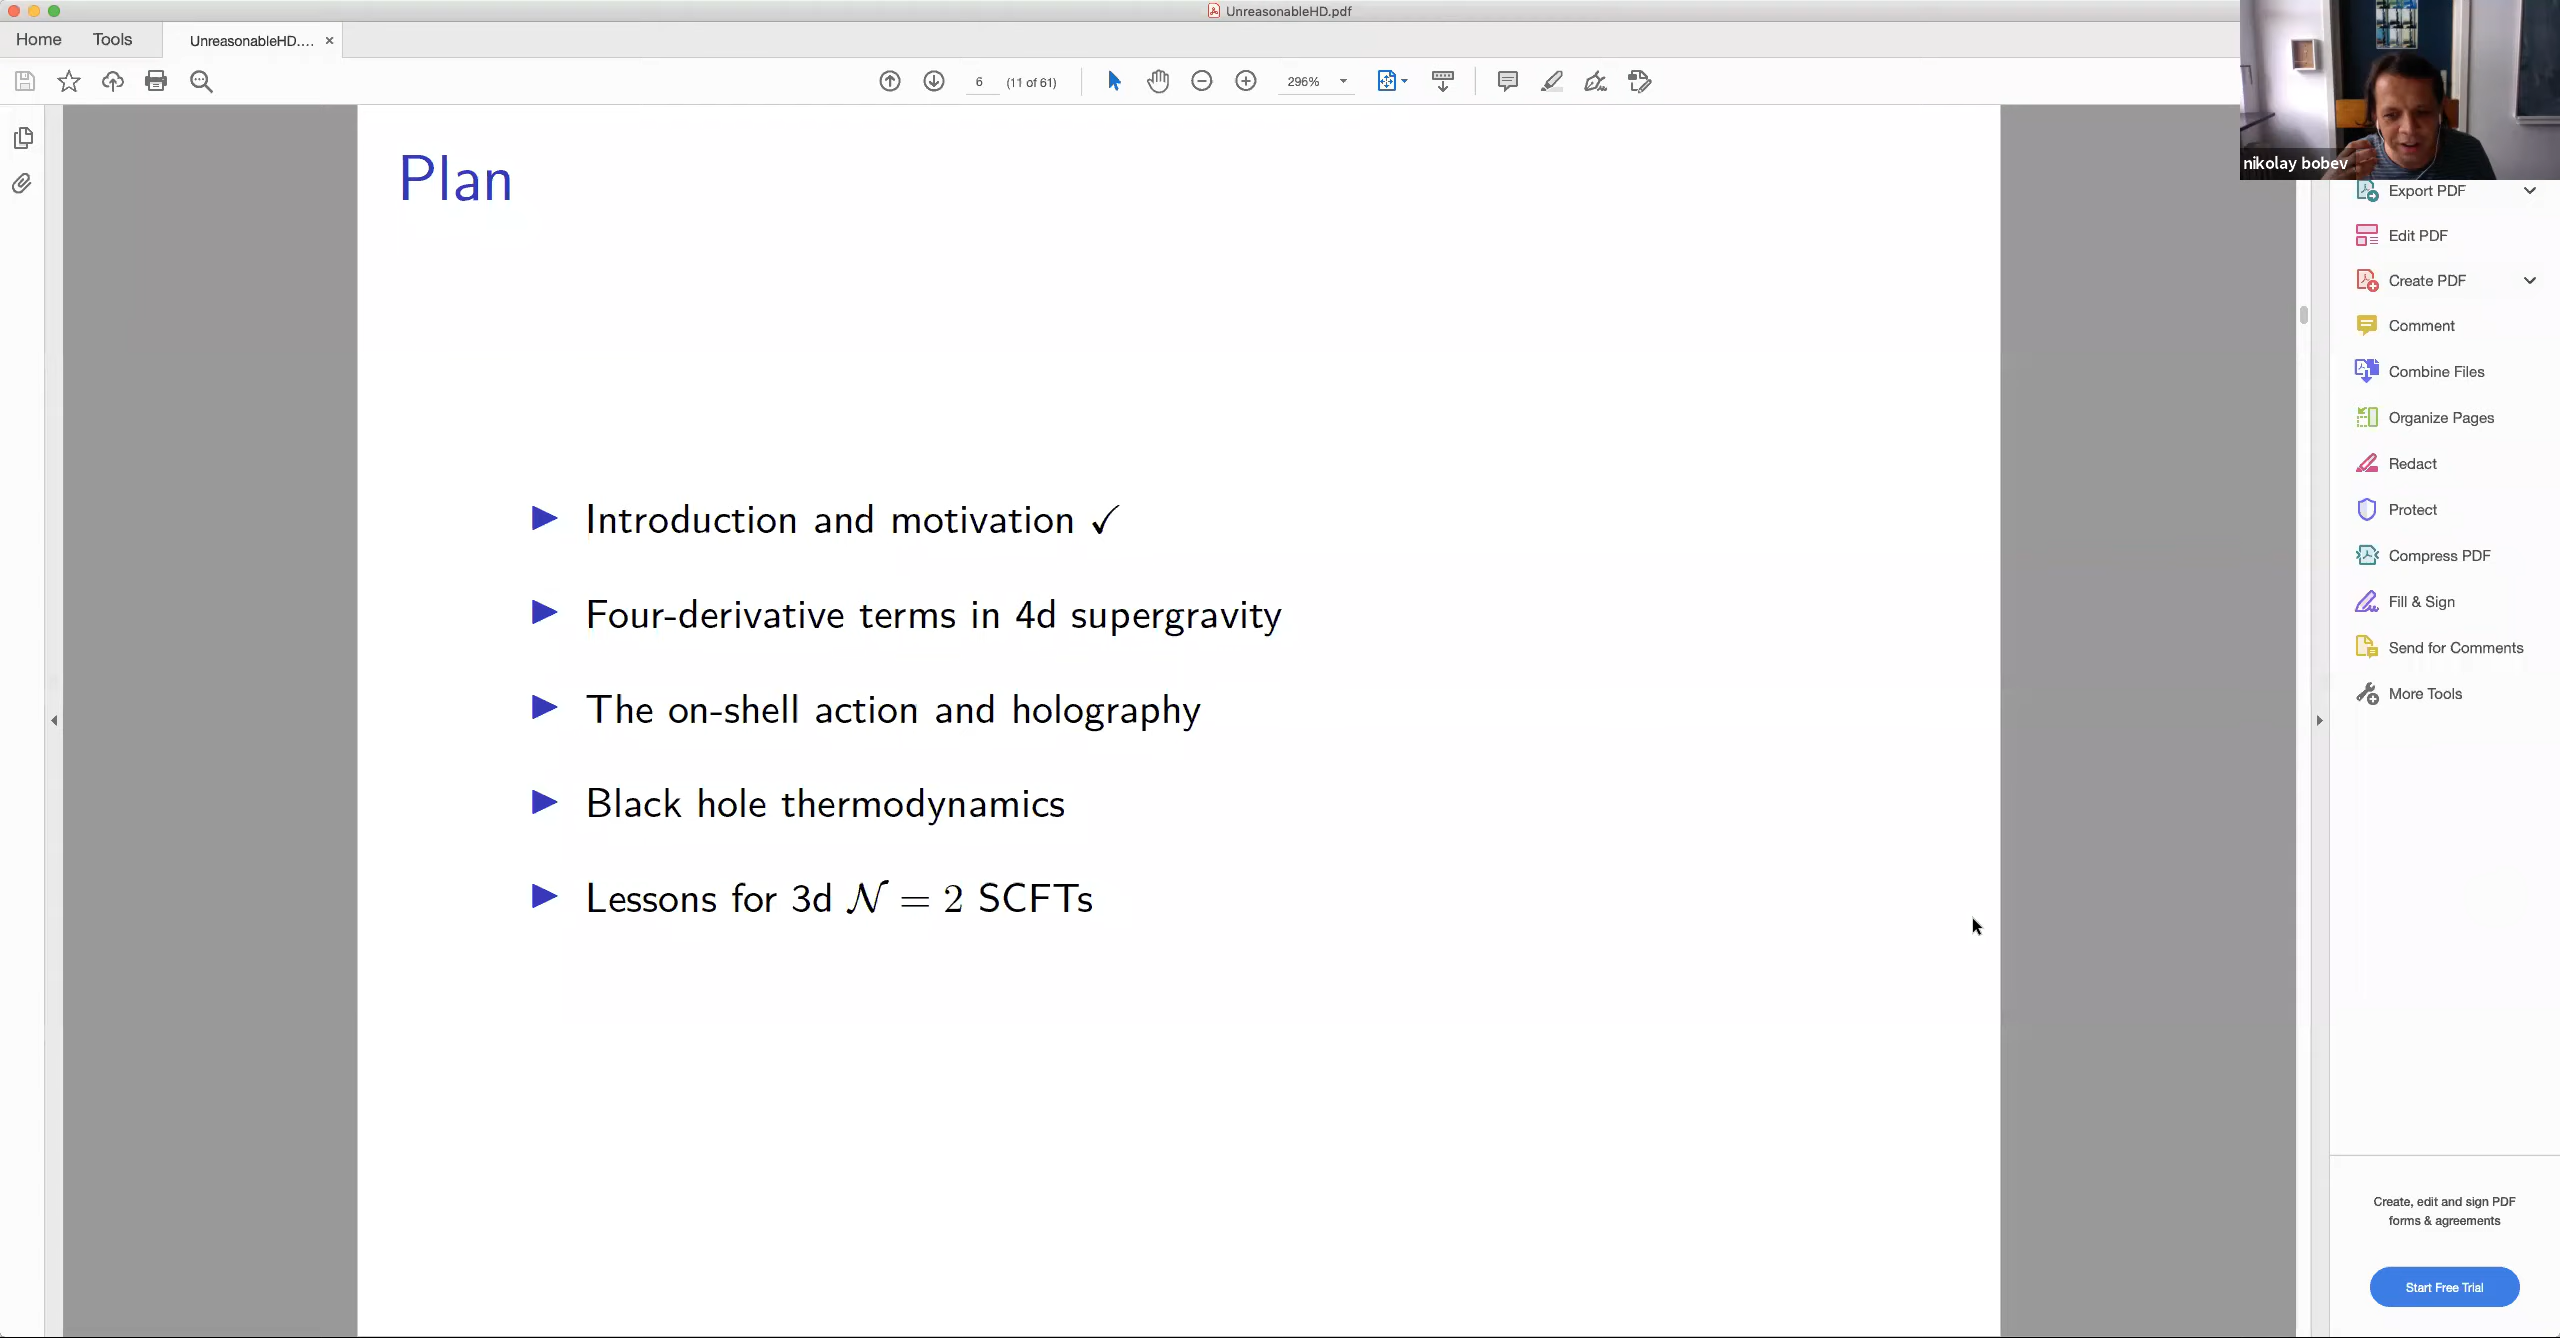 UnreasonableHD.pdf
Home
Tools
UnreasonableHD.... ×
6 (11 of 61)
296%
nikolay bobev
Plan
▶ Introduction and motivation ✓
▶ Four-derivative terms in 4d supergravity
▶ The on-shell action and holography
▶ Black hole thermodynamics
▶ Lessons for 3d 𝒩 = 2 SCFTs
Export PDF
Edit PDF
Create PDF
Comment
Combine Files
Organize Pages
Redact
Protect
Compress PDF
Fill & Sign
Send for Comments
More Tools
Create, edit and sign PDF
forms & agreements
Start Free Trial